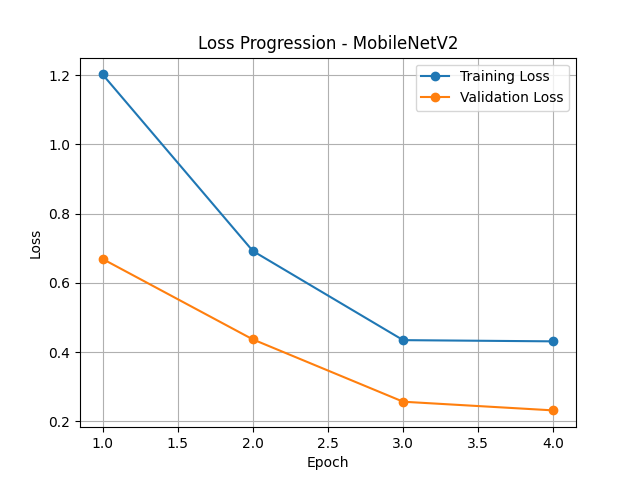 Loss Progression - MobileNetV2
Training Loss
Validation Loss
Loss
1.2
1.0
0.8
0.6
0.4
0.2
1.0 1.5 2.0 2.5 3.0 3.5 4.0
Epoch